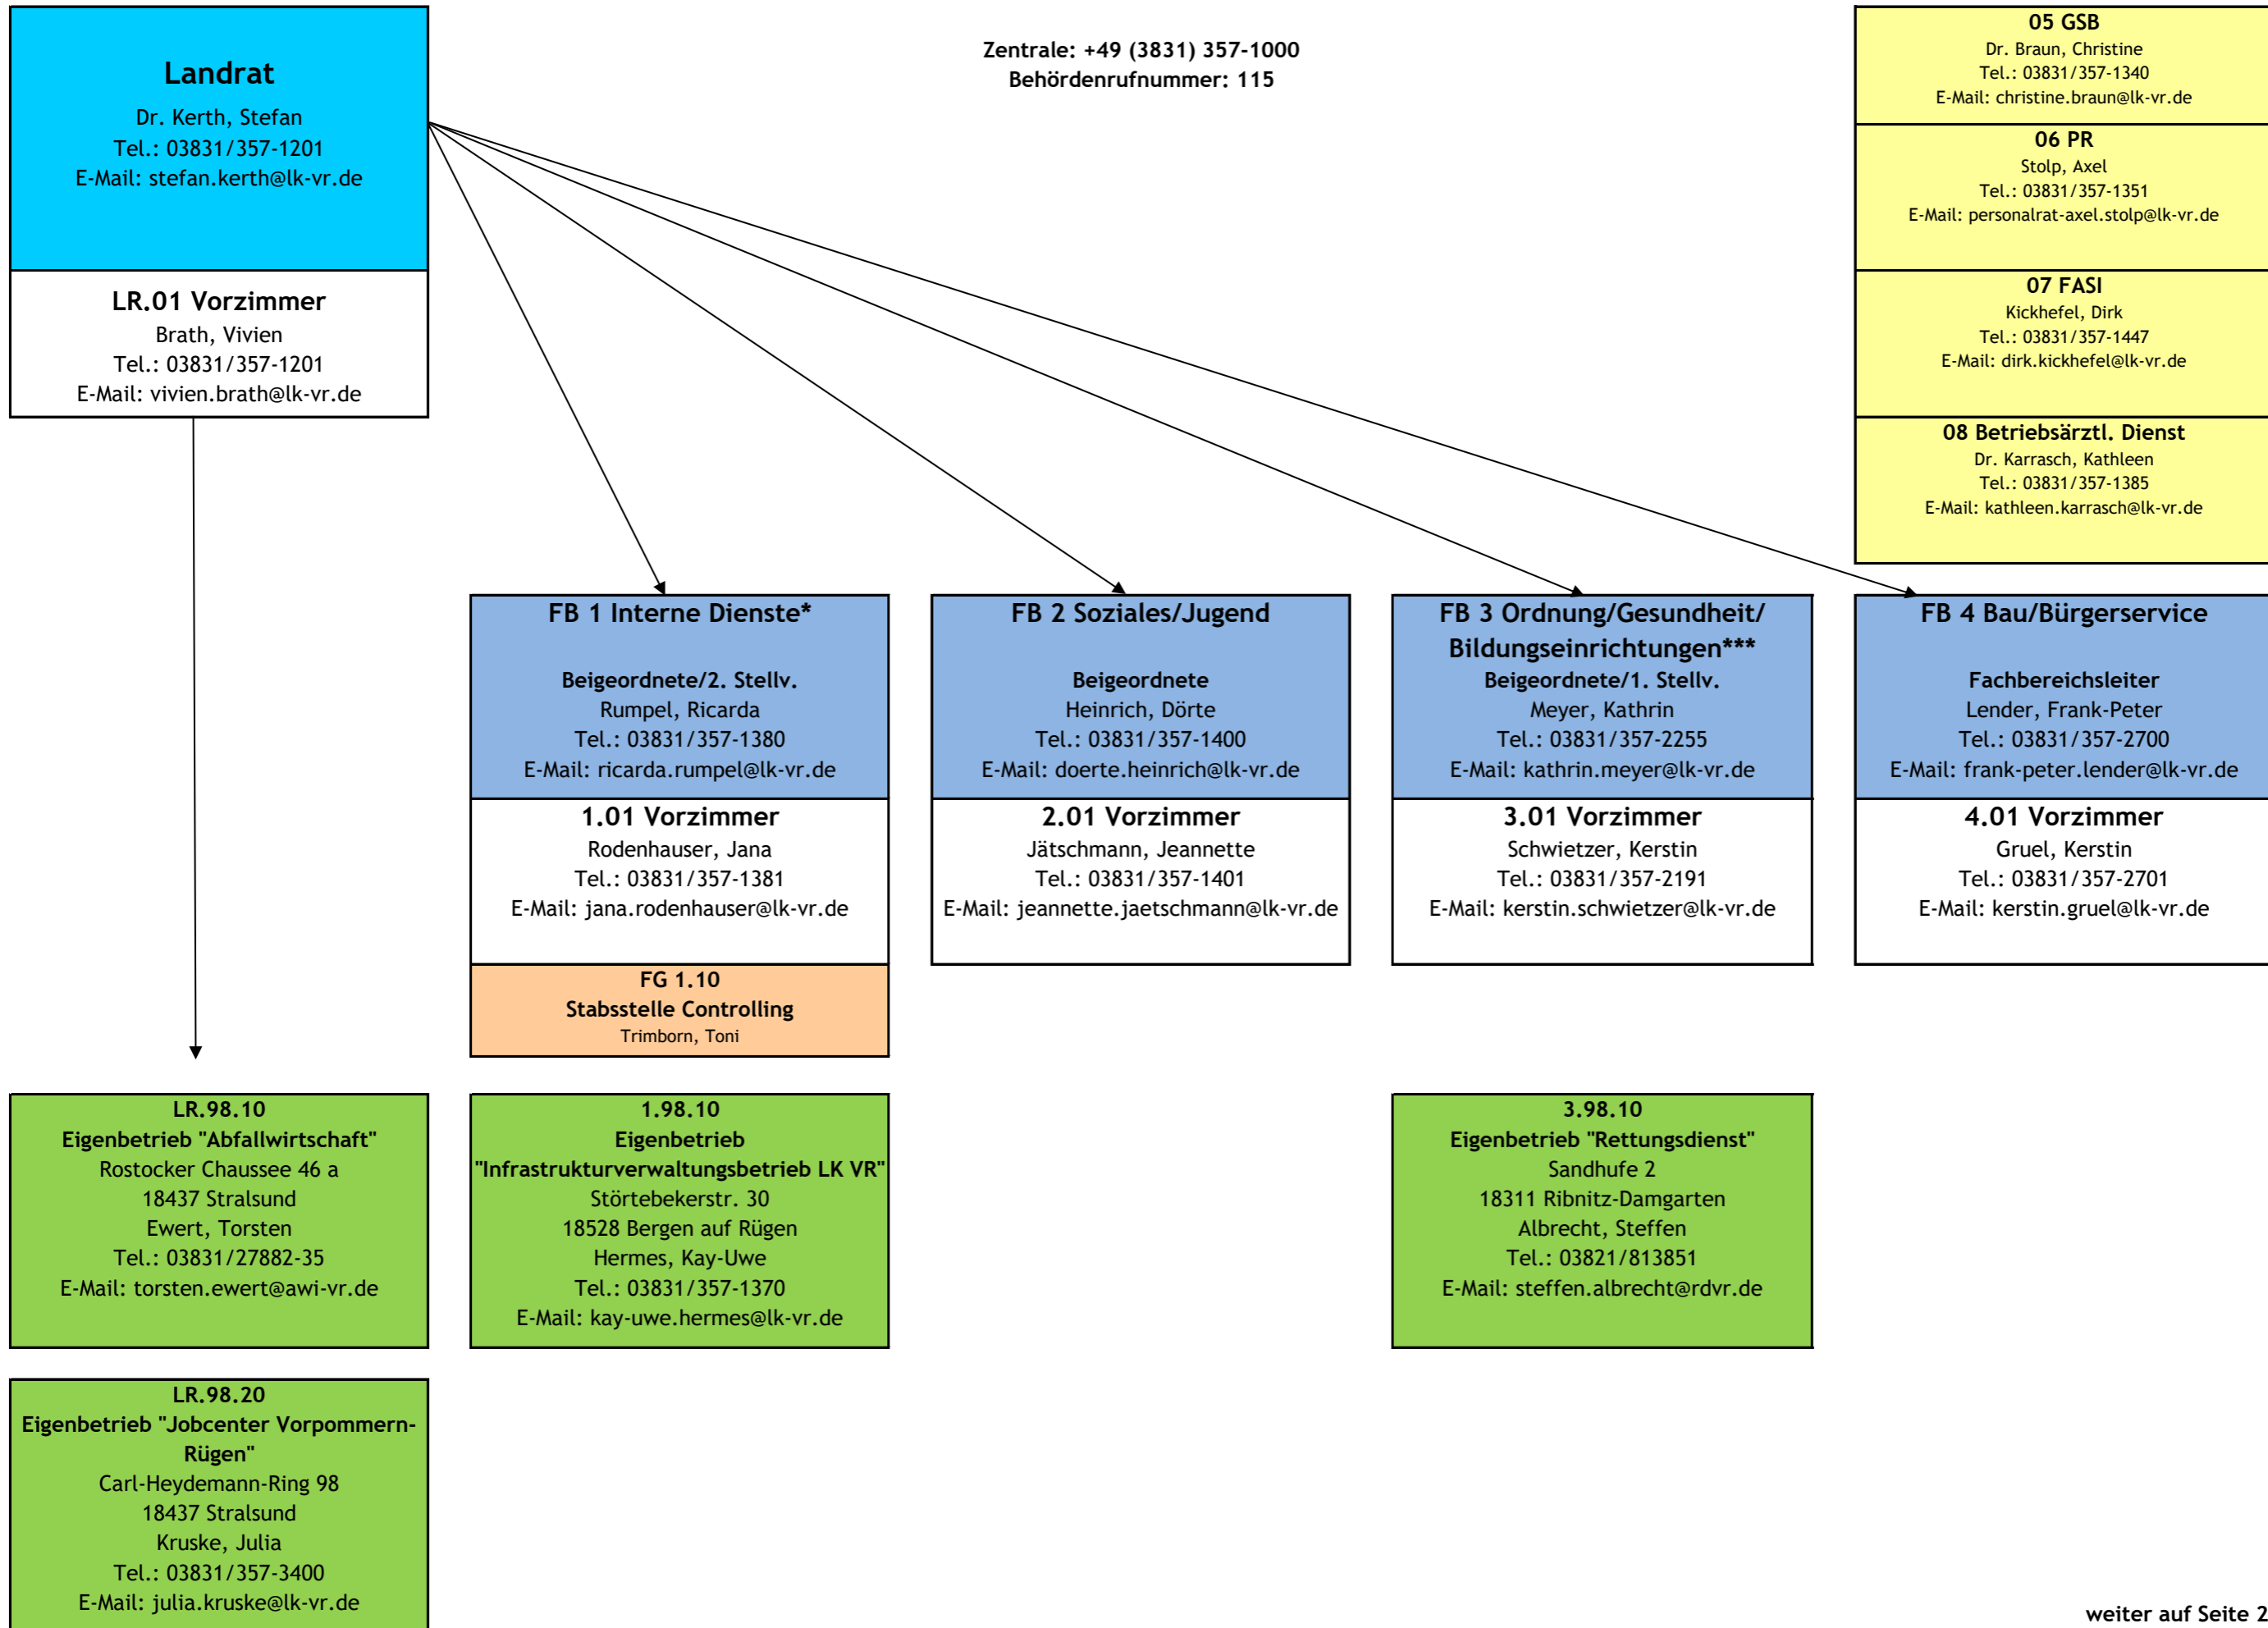 Landrat
Dr. Kerth, Stefan
Tel.: 03831/357-1201
E-Mail: stefan.kerth@lk-vr.de
LR.01 Vorzimmer
Brath, Vivien
Tel.: 03831/357-1201
E-Mail: vivien.brath@lk-vr.de
Zentrale: +49 (3831) 357-1000
Behördenrufnummer: 115
05 GSB
Dr. Braun, Christine
Tel.: 03831/357-1340
E-Mail: christine.braun@lk-vr.de
06 PR
Stolp, Axel
Tel.: 03831/357-1351
E-Mail: personalrat-axel.stolp@lk-vr.de
07 FASI
Kickhefel, Dirk
Tel.: 03831/357-1447
E-Mail: dirk.kickhefel@lk-vr.de
08 Betriebsärztl. Dienst
Dr. Karrasch, Kathleen
Tel.: 03831/357-1385
E-Mail: kathleen.karrasch@lk-vr.de
FB 1 Interne Dienste*
Beigeordnete/2. Stellv.
Rumpel, Ricarda
Tel.: 03831/357-1380
E-Mail: ricarda.rumpel@lk-vr.de
1.01 Vorzimmer
Rodenhauser, Jana
Tel.: 03831/357-1381
E-Mail: jana.rodenhauser@lk-vr.de
FG 1.10
Stabsstelle Controlling
Trimborn, Toni
FB 2 Soziales/Jugend
Beigeordnete
Heinrich, Dörte
Tel.: 03831/357-1400
E-Mail: doerte.heinrich@lk-vr.de
2.01 Vorzimmer
Jätschmann, Jeannette
Tel.: 03831/357-1401
E-Mail: jeannette.jaetschmann@lk-vr.de
FB 3 Ordnung/Gesundheit/
Bildungseinrichtungen***
Beigeordnete/1. Stellv.
Meyer, Kathrin
Tel.: 03831/357-2255
E-Mail: kathrin.meyer@lk-vr.de
3.01 Vorzimmer
Schwietzer, Kerstin
Tel.: 03831/357-2191
E-Mail: kerstin.schwietzer@lk-vr.de
FB 4 Bau/Bürgerservice
Fachbereichsleiter
Lender, Frank-Peter
Tel.: 03831/357-2700
E-Mail: frank-peter.lender@lk-vr.de
4.01 Vorzimmer
Gruel, Kerstin
Tel.: 03831/357-2701
E-Mail: kerstin.gruel@lk-vr.de
LR.98.10
Eigenbetrieb "Abfallwirtschaft"
Rostocker Chaussee 46 a
18437 Stralsund
Ewert, Torsten
Tel.: 03831/27882-35
E-Mail: torsten.ewert@awi-vr.de
1.98.10
Eigenbetrieb
"Infrastrukturverwaltungsbetrieb LK VR"
Störtebekerstr. 30
18528 Bergen auf Rügen
Hermes, Kay-Uwe
Tel.: 03831/357-1370
E-Mail: kay-uwe.hermes@lk-vr.de
3.98.10
Eigenbetrieb "Rettungsdienst"
Sandhufe 2
18311 Ribnitz-Damgarten
Albrecht, Steffen
Tel.: 03821/813851
E-Mail: steffen.albrecht@rdvr.de
LR.98.20
Eigenbetrieb "Jobcenter Vorpommern-
Rügen"
Carl-Heydemann-Ring 98
18437 Stralsund
Kruske, Julia
Tel.: 03831/357-3400
E-Mail: julia.kruske@lk-vr.de
weiter auf Seite 2